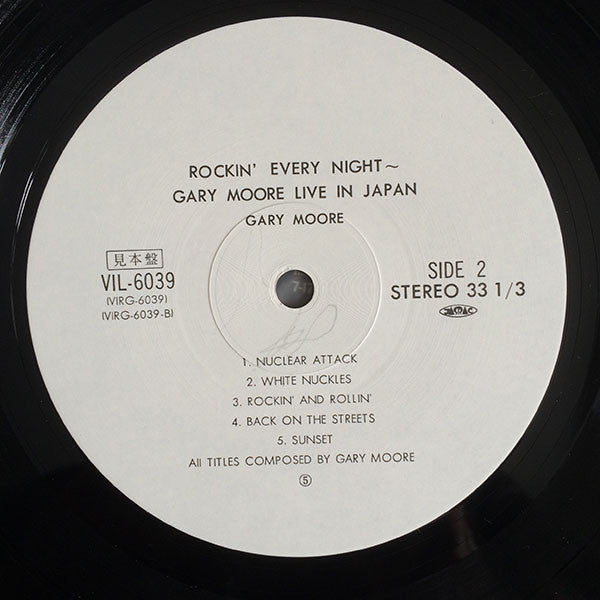 ROCKIN' EVERY NIGHT~
GARY MOORE LIVE IN JAPAN
GARY MOORE
見本盤
VIL-6039
(VIRG-6039)
(VIRG-6039-B)
SIDE 2
STEREO 33 1/3
JASRAC
1. NUCLEAR ATTACK
2. WHITE NUCKLES
3. ROCKIN' AND ROLLIN'
4. BACK ON THE STREETS
5. SUNSET
All TITLES COMPOSED BY GARY MOORE
⑤